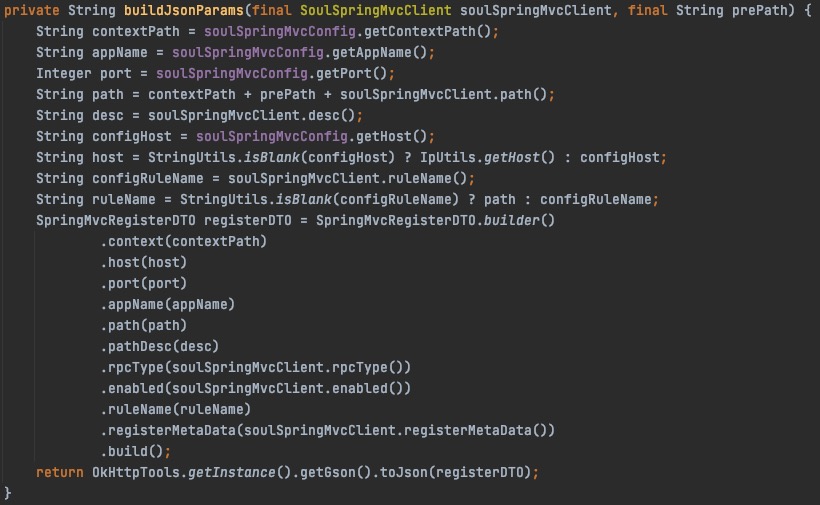 private String buildJsonParams(final SoulSpringMvcClient soulSpringMvcClient, final String prePath) {
    String contextPath = soulSpringMvcConfig.getContextPath();
    String appName = soulSpringMvcConfig.getAppName();
    Integer port = soulSpringMvcConfig.getPort();
    String path = contextPath + prePath + soulSpringMvcClient.path();
    String desc = soulSpringMvcClient.desc();
    String configHost = soulSpringMvcConfig.getHost();
    String host = StringUtils.isBlank(configHost) ? IpUtils.getHost() : configHost;
    String configRuleName = soulSpringMvcClient.ruleName();
    String ruleName = StringUtils.isBlank(configRuleName) ? path : configRuleName;
    SpringMvcRegisterDTO registerDTO = SpringMvcRegisterDTO.builder()
            .context(contextPath)
            .host(host)
            .port(port)
            .appName(appName)
            .path(path)
            .pathDesc(desc)
            .rpcType(soulSpringMvcClient.rpcType())
            .enabled(soulSpringMvcClient.enabled())
            .ruleName(ruleName)
            .registerMetaData(soulSpringMvcClient.registerMetaData())
            .build();
    return OkHttpTools.getInstance().getGson().toJson(registerDTO);
}